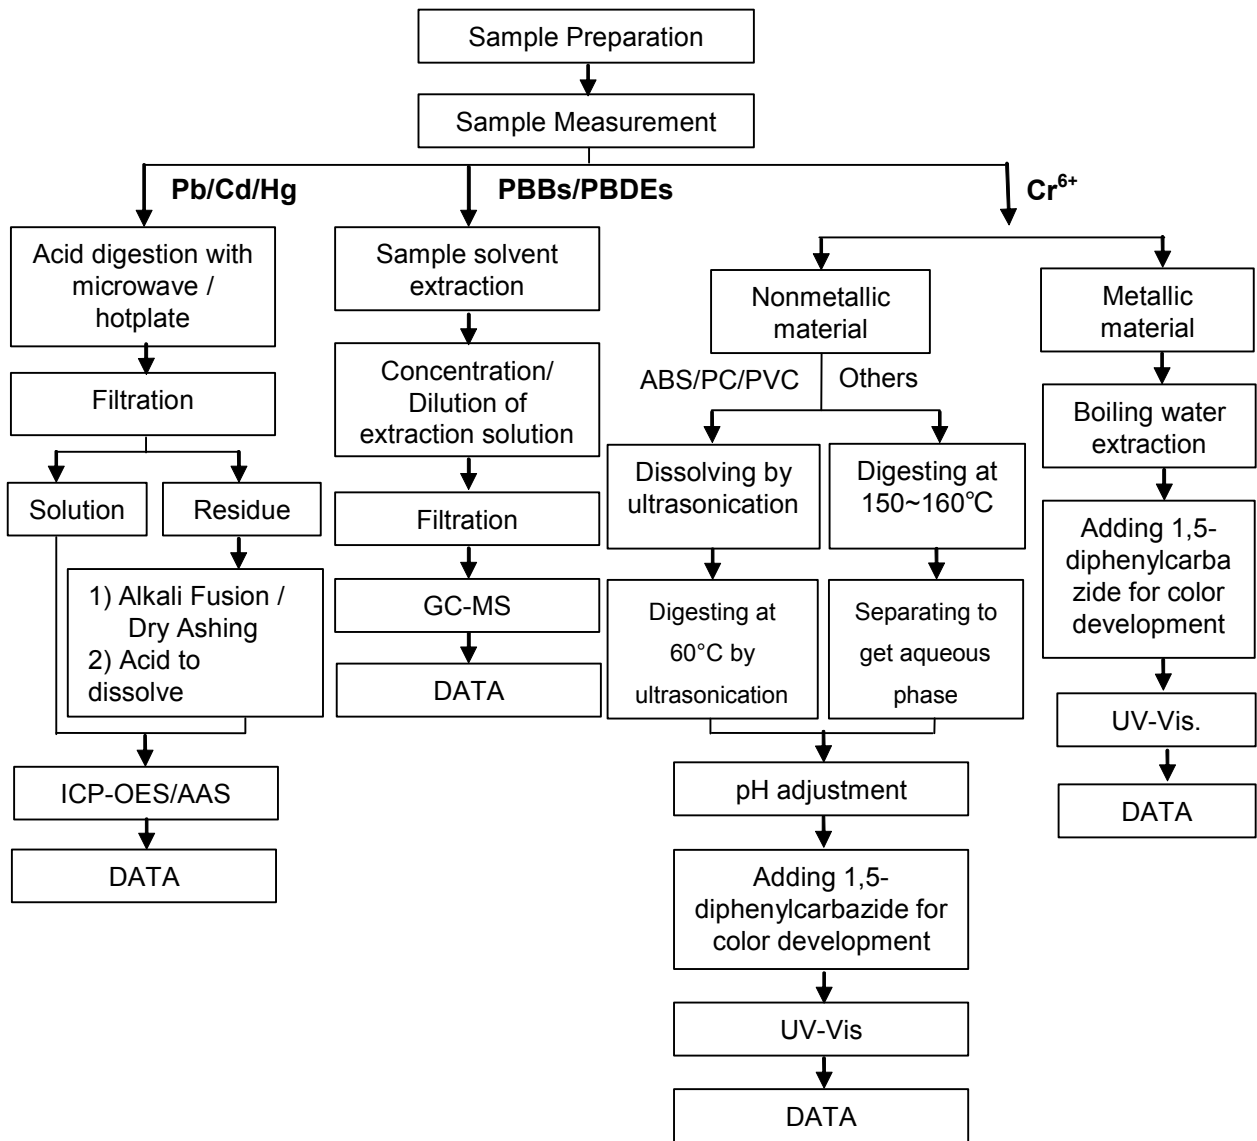 Sample Preparation
Sample Measurement
Pb/Cd/Hg
PBBs/PBDEs
Cr6+
Acid digestion with
microwave /
hotplate
Filtration
Solution
Residue
1) Alkali Fusion /
Dry Ashing
2) Acid to
dissolve
ICP-OES/AAS
DATA
Sample solvent
extraction
Concentration/
Dilution of
extraction solution
Filtration
GC-MS
DATA
Nonmetallic
material
ABS/PC/PVC
Others
Dissolving by
ultrasonication
Digesting at
60°C by
ultrasonication
Digesting at
150~160℃
Separating to
get aqueous
phase
pH adjustment
Adding 1,5-
diphenylcarbazide for
color development
UV-Vis
DATA
Metallic
material
Boiling water
extraction
Adding 1,5-
diphenylcarba
zide for color
development
UV-Vis.
DATA